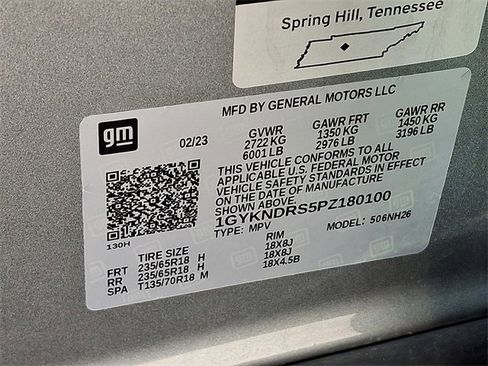 Spring Hill, Tennessee
MFD BY GENERAL MOTORS LLC
gm
02/23
GVWR GAWR FRT GAWR RR
2722 KG 1350 KG 1450 KG
6001 LB 2976 LB 3196 LB
THIS VEHICLE CONFORMS TO ALL
APPLICABLE U.S. FEDERAL MOTOR
VEHICLE SAFETY STANDARDS IN EFFECT
ON THE DATE OF MANUFACTURE
SHOWN ABOVE.
1GYKNDRS5PZ180100
TYPE: MPV MODEL: 506NH26
130H
TIRE SIZE RIM
FRT 235/65R18 H 18X8J
RR 235/65R18 H 18X8J
SPA T135/70R18 M 18X4.5B